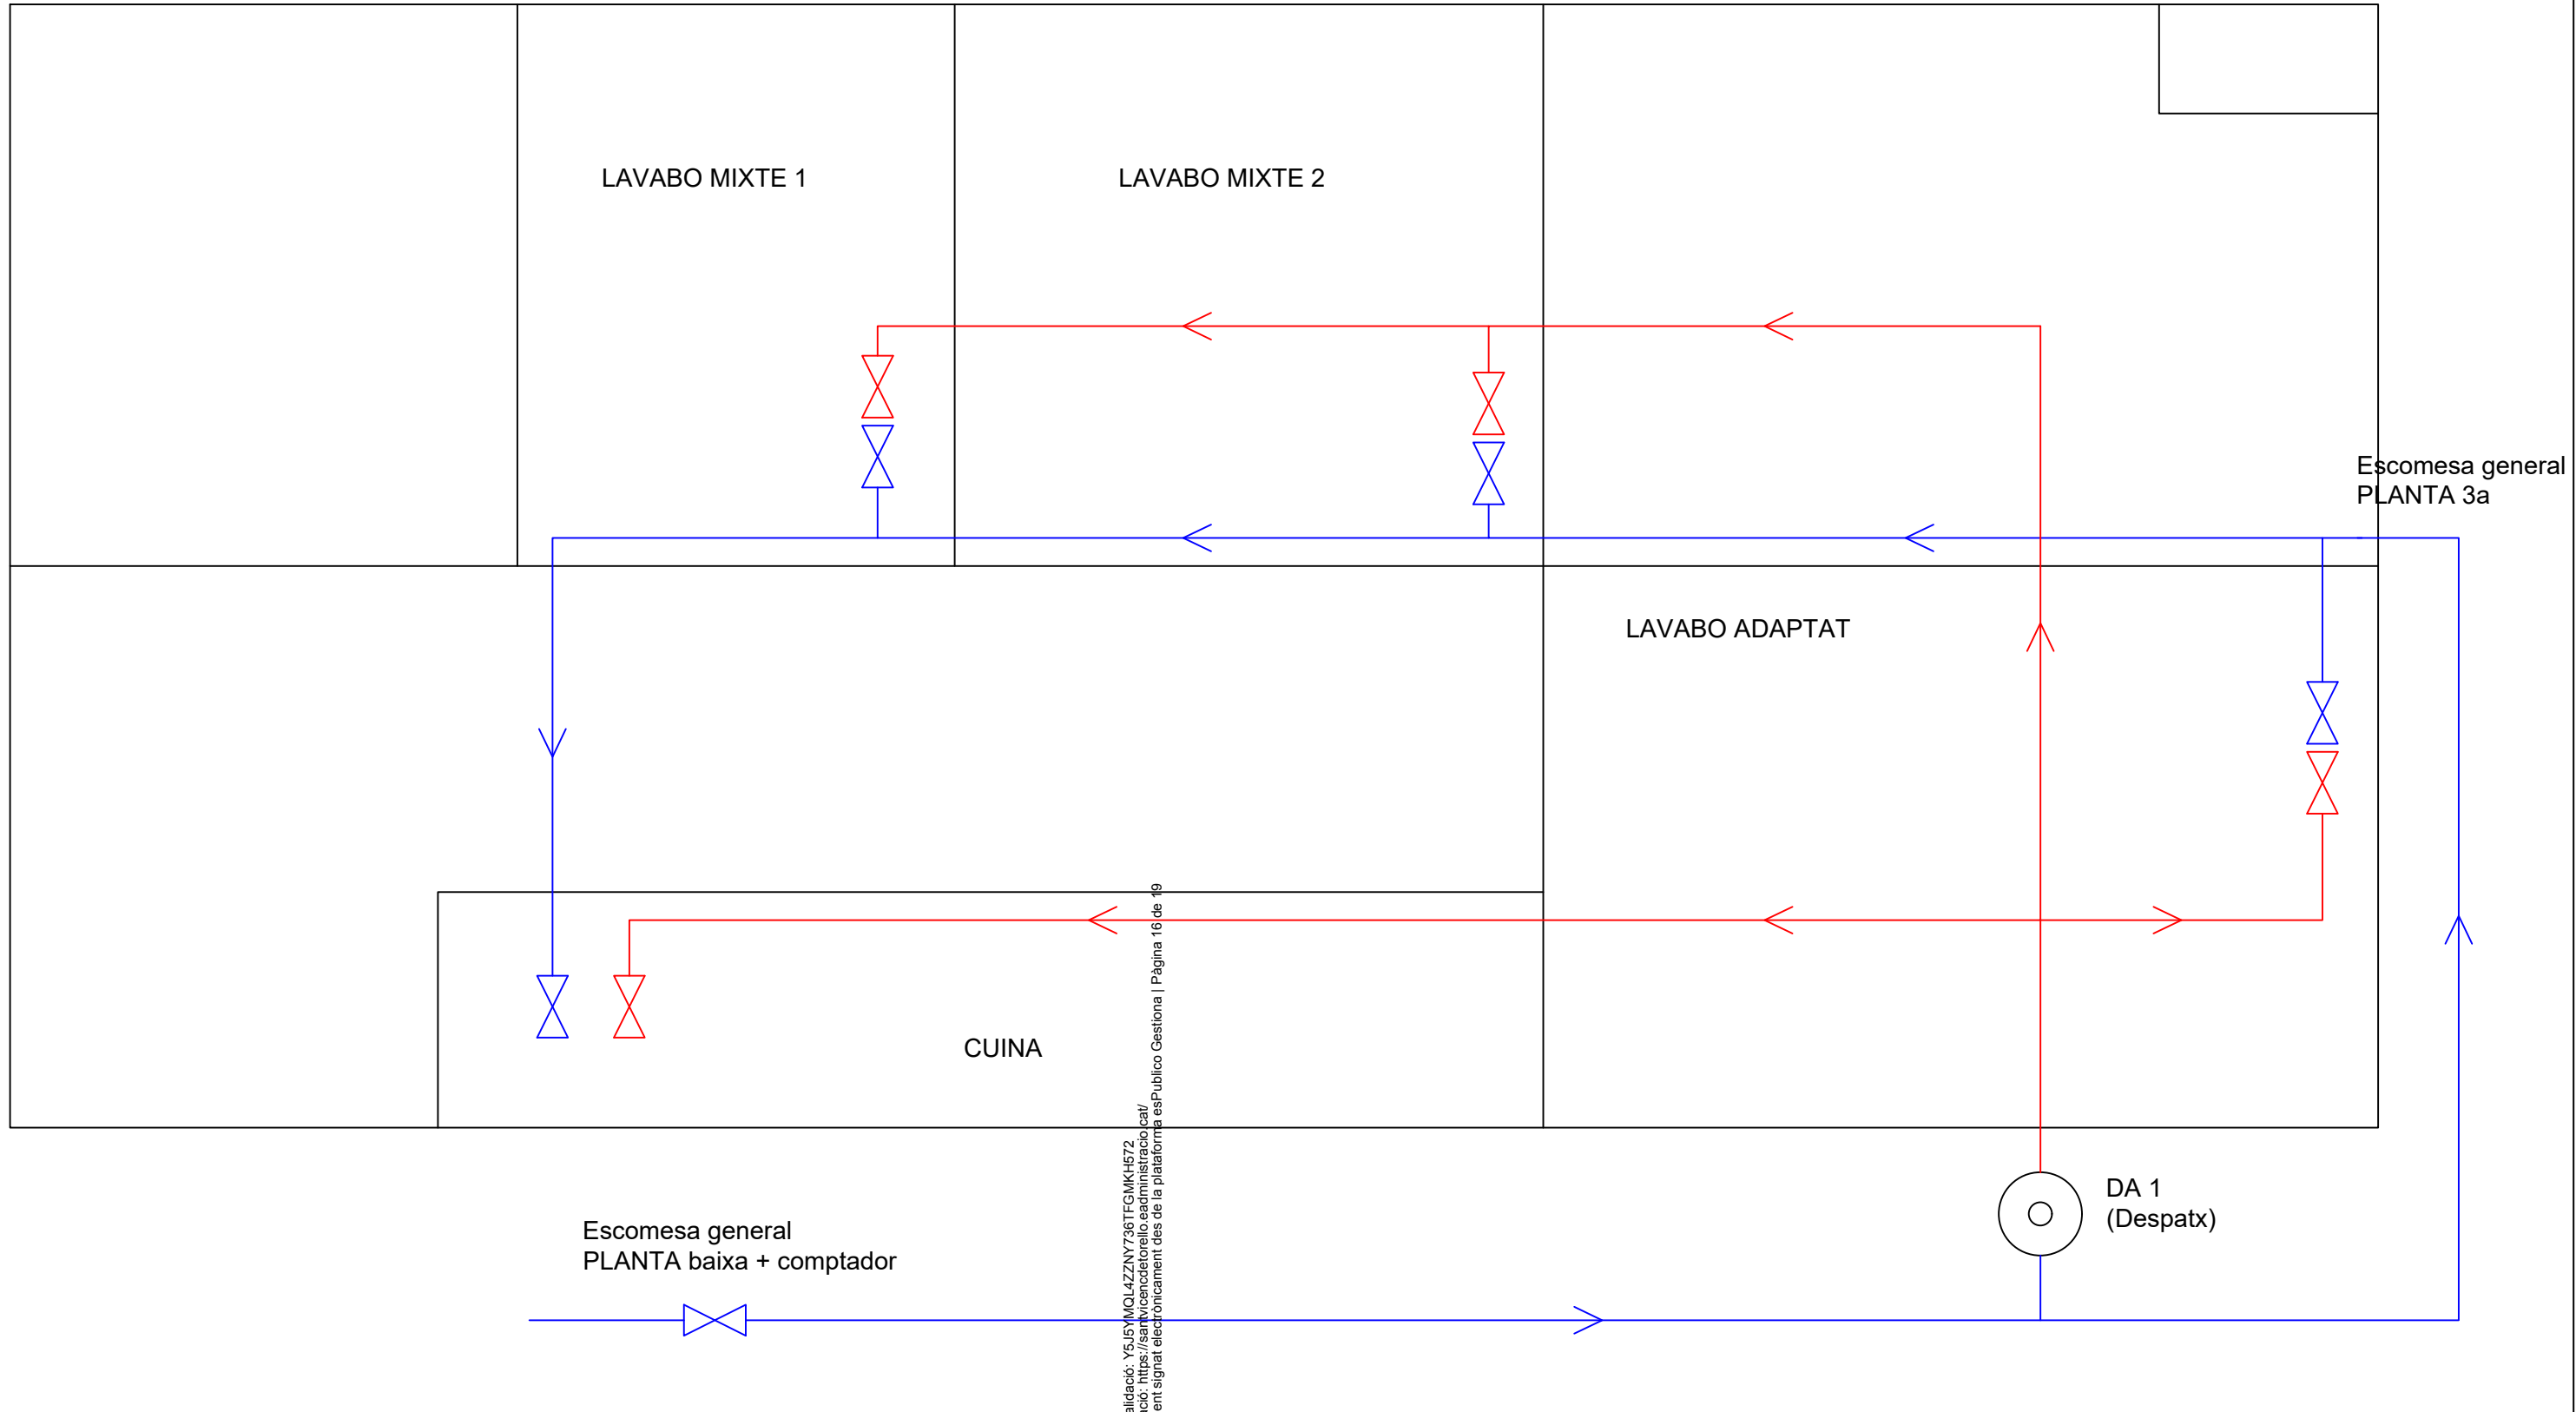 LAVABO MIXTE 1
LAVABO MIXTE 2
Escomesa general
PLANTA 3a
LAVABO ADAPTAT
CUINA
DA 1
(Despatx)
Escomesa general
PLANTA baixa + comptador
alidació: Y5J5YMQL4ZZNY736TFGMKH572
ació: https://santvicencdetorello.eadministracio.cat/
ent signat electrònicament des de la plataforma esPublico Gestiona | Pàgina 16 de 19